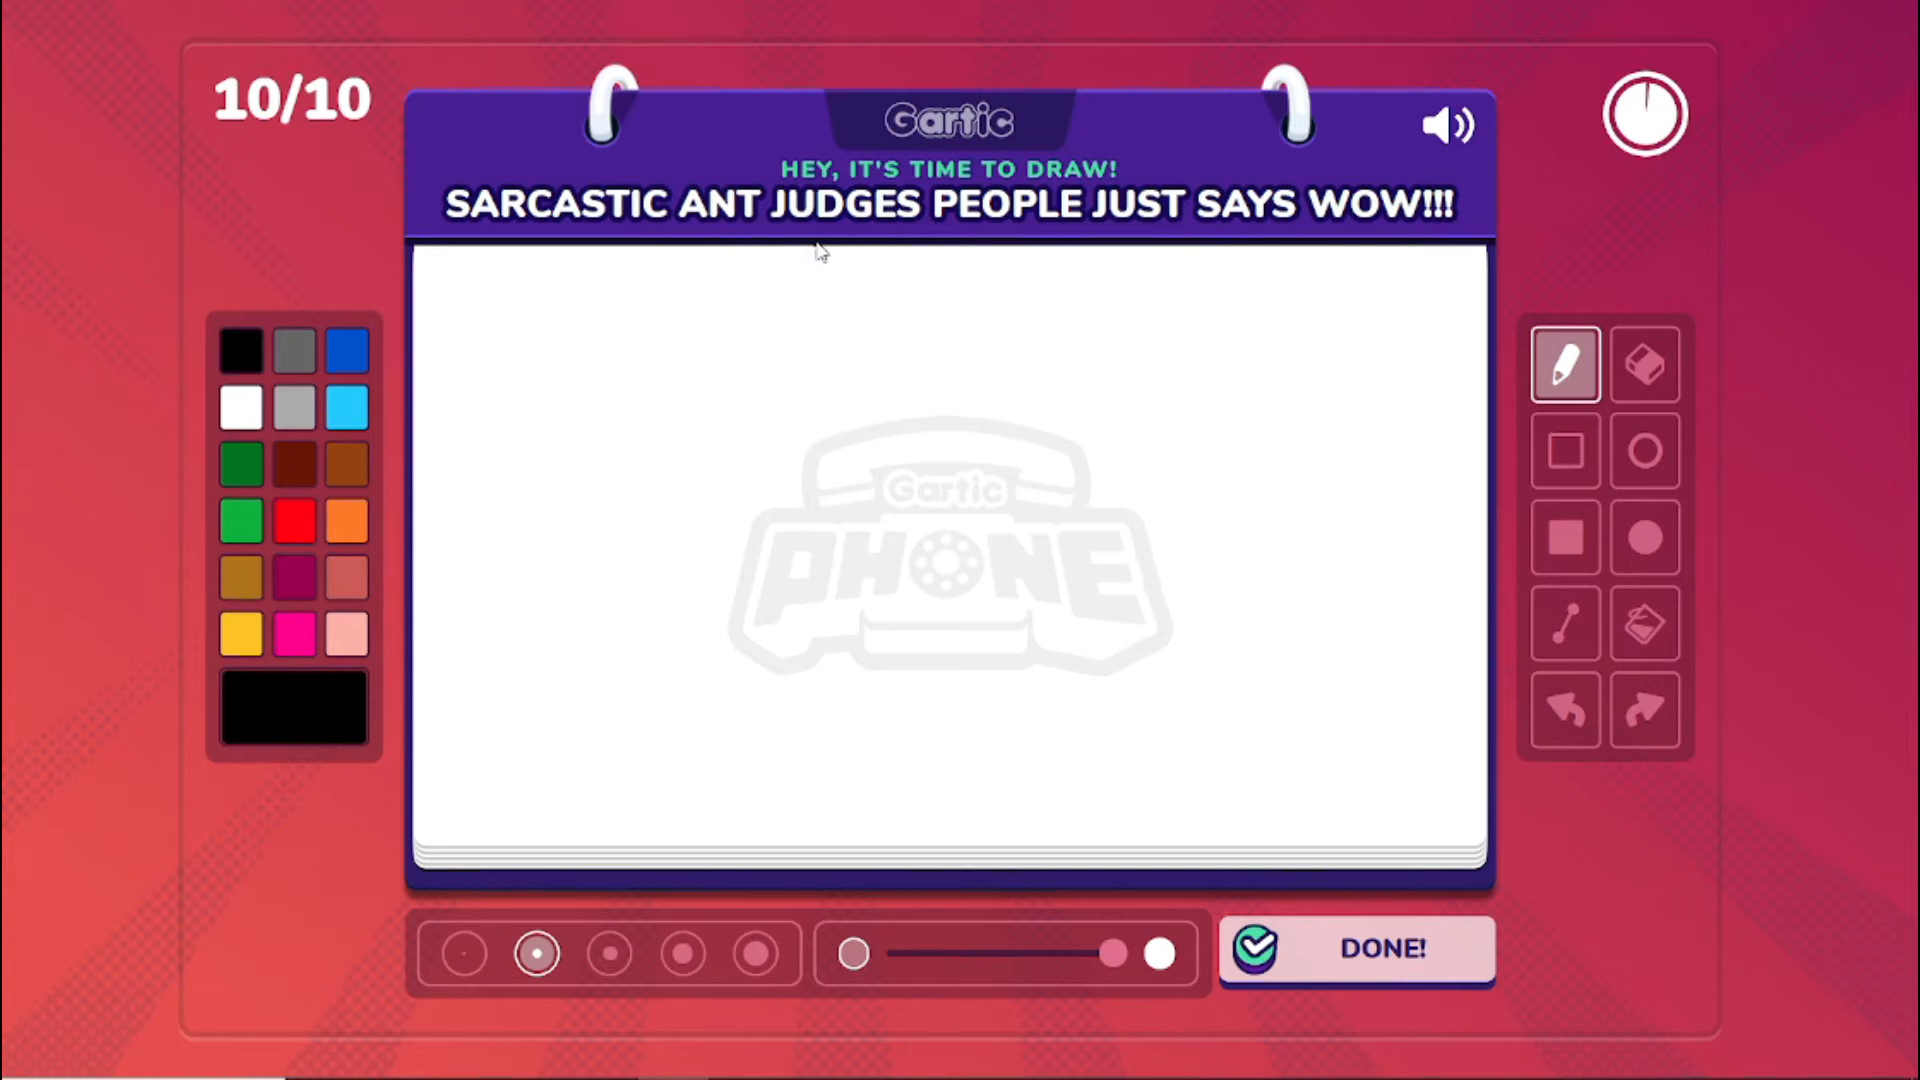 10/10
Gartic
HEY, IT'S TIME TO DRAW!
SARCASTIC ANT JUDGES PEOPLE JUST SAYS WOW!!!
Gartic
PHONE
DONE!